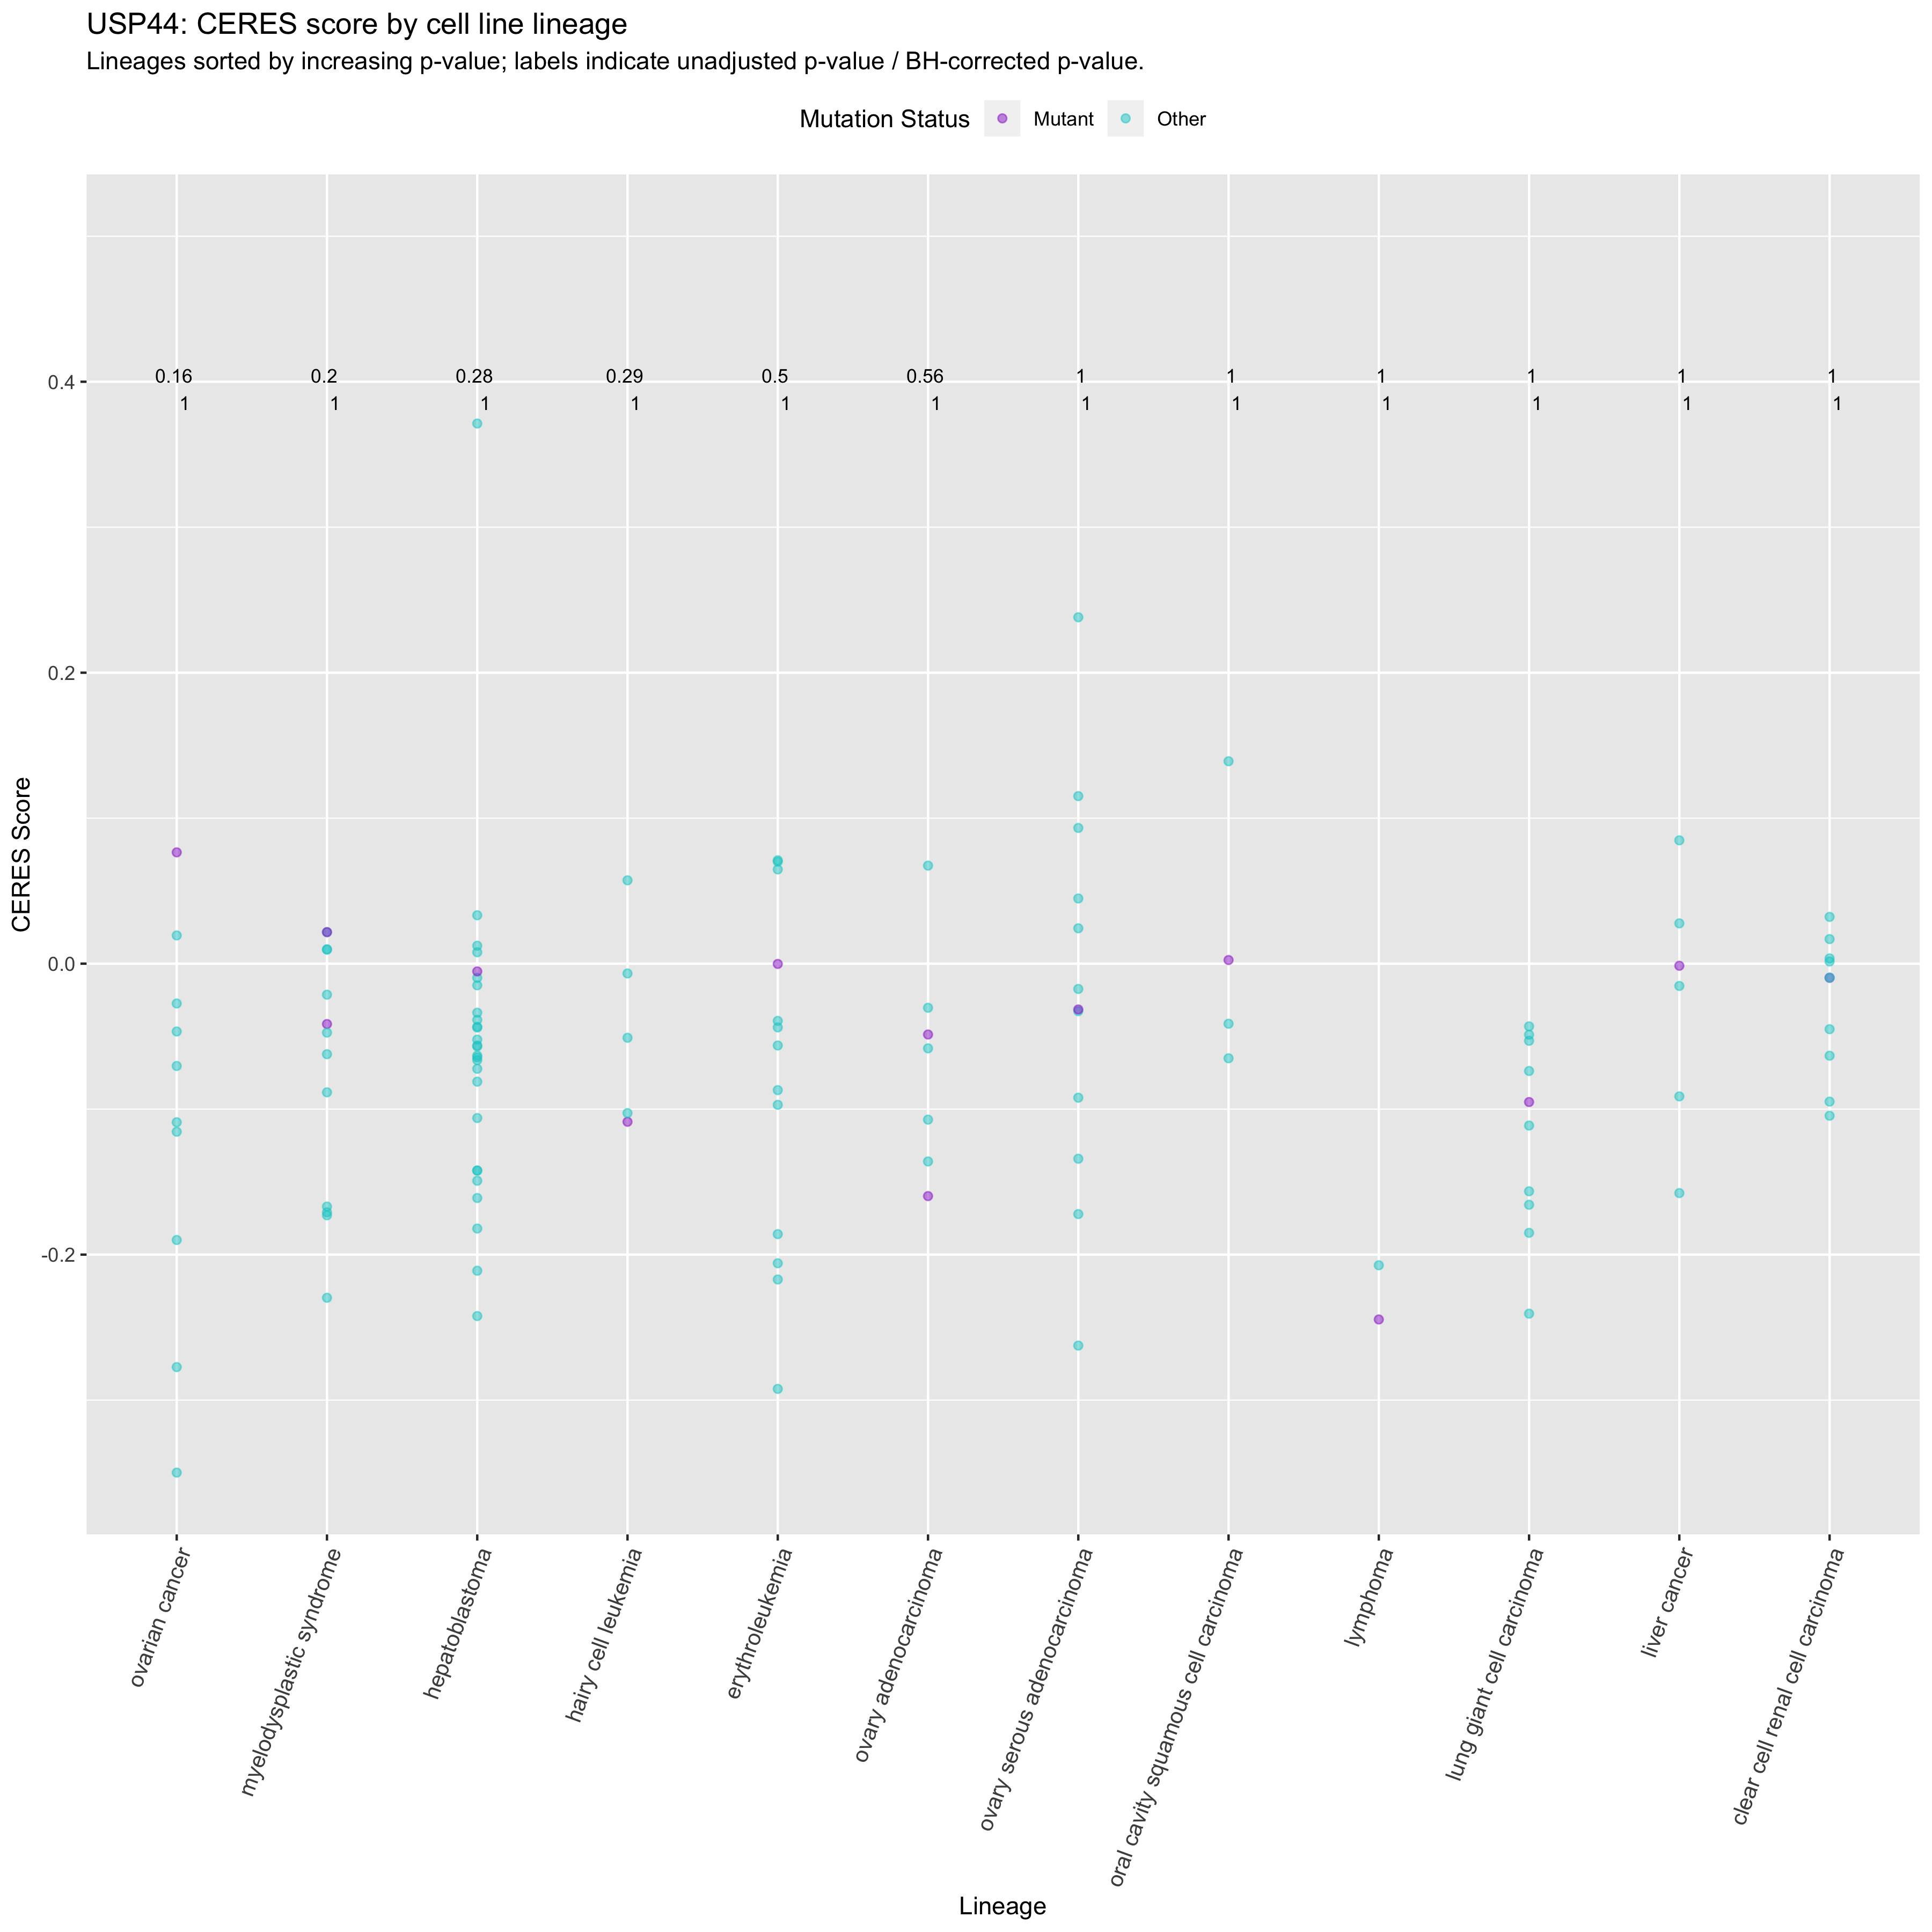 USP44: CERES score by cell line lineage
Lineages sorted by increasing p-value; labels indicate unadjusted p-value / BH-corrected p-value.
Mutation Status Mutant Other
0.16 0.2 0.28 0.29 0.5 0.56 1 1 1 1 1 1
1 1 1 1 1 1 1 1 1 1 1 1
0.4
0.2
0.0
-0.2
CERES Score
ovarian cancer
myelodysplastic syndrome
hepatoblastoma
hairy cell leukemia
erythroleukemia
ovary adenocarcinoma
ovary serous adenocarcinoma
oral cavity squamous cell carcinoma
lymphoma
lung giant cell carcinoma
liver cancer
clear cell renal cell carcinoma
Lineage